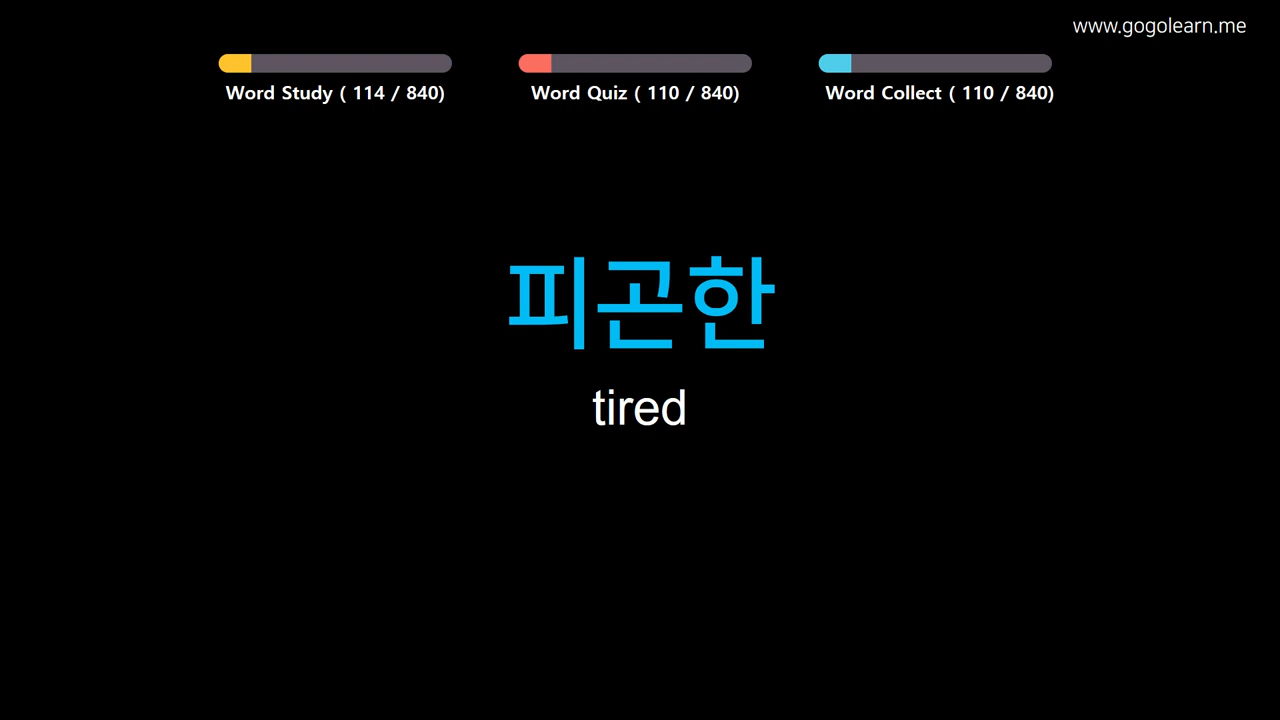 www.gogolearn.me
Word Study ( 114 / 840)
Word Quiz ( 110 / 840)
Word Collect ( 110 / 840)
피곤한
tired